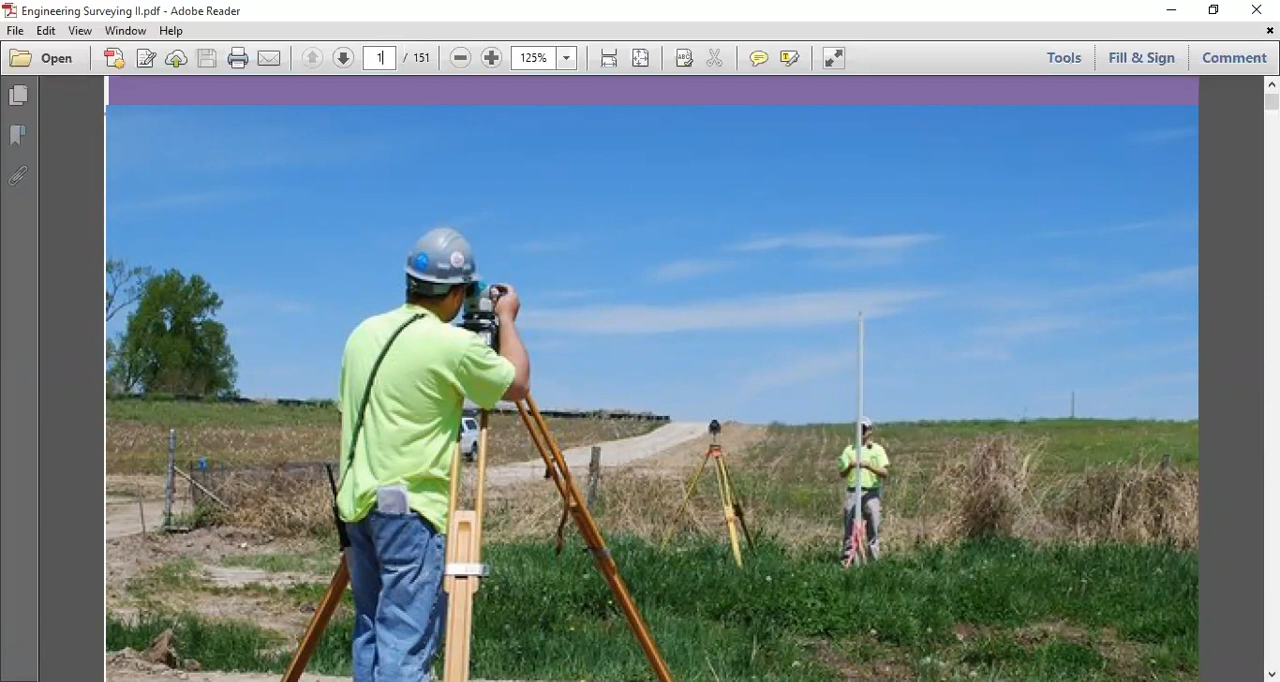 Engineering Surveying II.pdf - Adobe Reader
File Edit View Window Help
Open 1 / 151 125% Tools Fill & Sign Comment